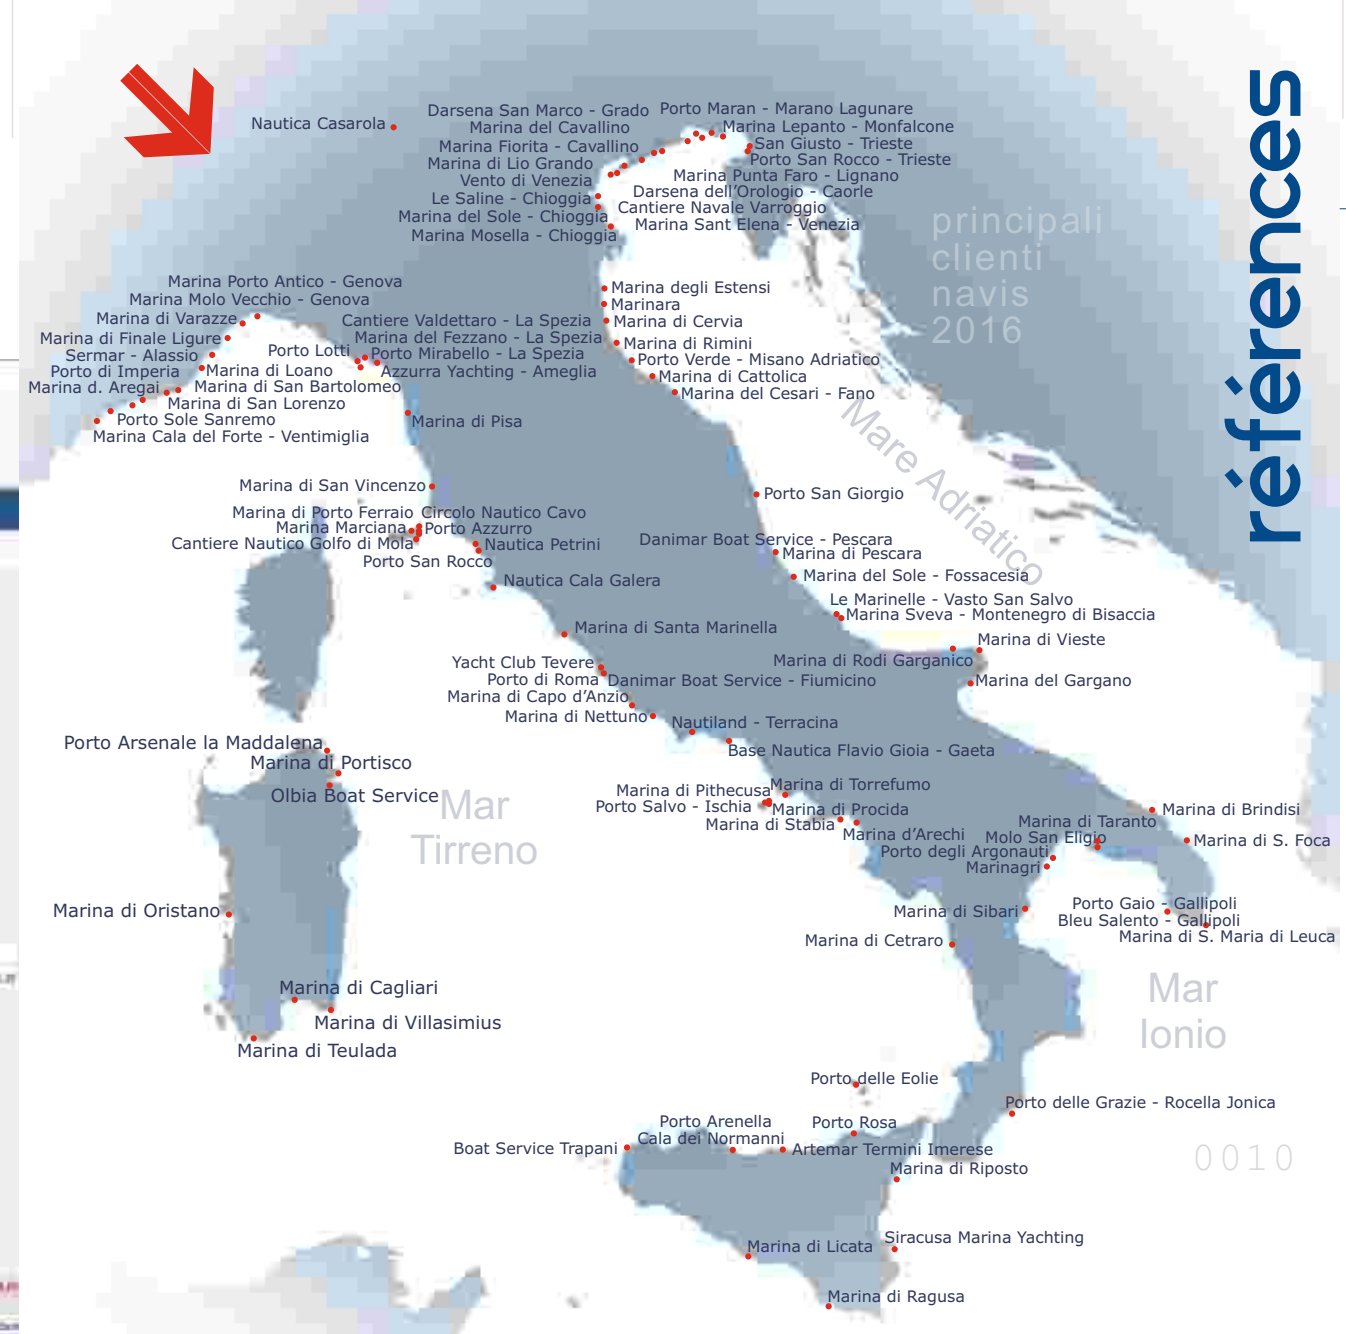 références
principali
clienti
navis
2016
Nautica Casarola
Darsena San Marco - Grado
Porto Maran - Marano Lagunare
Marina del Cavallino
Marina Lepanto - Monfalcone
Marina Fiorita - Cavallino
San Giusto - Trieste
Marina di Lio Grando
Porto San Rocco - Trieste
Vento di Venezia
Marina Punta Faro - Lignano
Le Saline - Chioggia
Darsena dell'Orologio - Caorle
Marina del Sole - Chioggia
Cantiere Navale Varroggio
Marina Mosella - Chioggia
Marina Sant Elena - Venezia
Marina Porto Antico - Genova
Marina Molo Vecchio - Genova
Marina di Varazze
Marina di Finale Ligure
Sermar - Alassio
Porto di Imperia
Marina di Loano
Marina d. Aregai
Marina di San Bartolomeo
Marina di San Lorenzo
Porto Sole Sanremo
Marina Cala del Forte - Ventimiglia
Cantiere Valdettaro - La Spezia
Marina del Fezzano - La Spezia
Porto Lotti
Porto Mirabello - La Spezia
Azzurra Yachting - Ameglia
Marina di Pisa
Marina degli Estensi
Marinara
Marina di Cervia
Marina di Rimini
Porto Verde - Misano Adriatico
Marina di Cattolica
Marina del Cesari - Fano
Mare Adriatico
Marina di San Vincenzo
Marina di Porto Ferraio
Circolo Nautico Cavo
Marina Marciana
Porto Azzurro
Cantiere Nautico Golfo di Mola
Nautica Petrini
Porto San Rocco
Nautica Cala Galera
Porto San Giorgio
Danimar Boat Service - Pescara
Marina di Pescara
Marina del Sole - Fossacesia
Le Marinelle - Vasto San Salvo
Marina Sveva - Montenegro di Bisaccia
Marina di Santa Marinella
Marina di Vieste
Marina di Rodi Garganico
Marina del Gargano
Yacht Club Tevere
Porto di Roma
Danimar Boat Service - Fiumicino
Marina di Capo d'Anzio
Marina di Nettuno
Nautiland - Terracina
Base Nautica Flavio Gioia - Gaeta
Porto Arsenale la Maddalena
Marina di Portisco
Olbia Boat Service
Mar
Tirreno
Marina di Torrefumo
Marina di Pithecusa
Porto Salvo - Ischia
Marina di Procida
Marina di Stabia
Marina d'Arechi
Marina di Brindisi
Marina di Taranto
Molo San Eligio
Marina di S. Foca
Porto degli Argonauti
Marinagri
Marina di Oristano
Marina di Sibari
Porto Gaio - Gallipoli
Bleu Salento - Gallipoli
Marina di S. Maria di Leuca
Marina di Cetraro
Marina di Cagliari
Marina di Villasimius
Marina di Teulada
Mar
Ionio
Porto delle Eolie
Porto delle Grazie - Rocella Jonica
Porto Arenella
Porto Rosa
Cala dei Normanni
Boat Service Trapani
Artemar Termini Imerese
Marina di Riposto
0010
Siracusa Marina Yachting
Marina di Licata
Marina di Ragusa